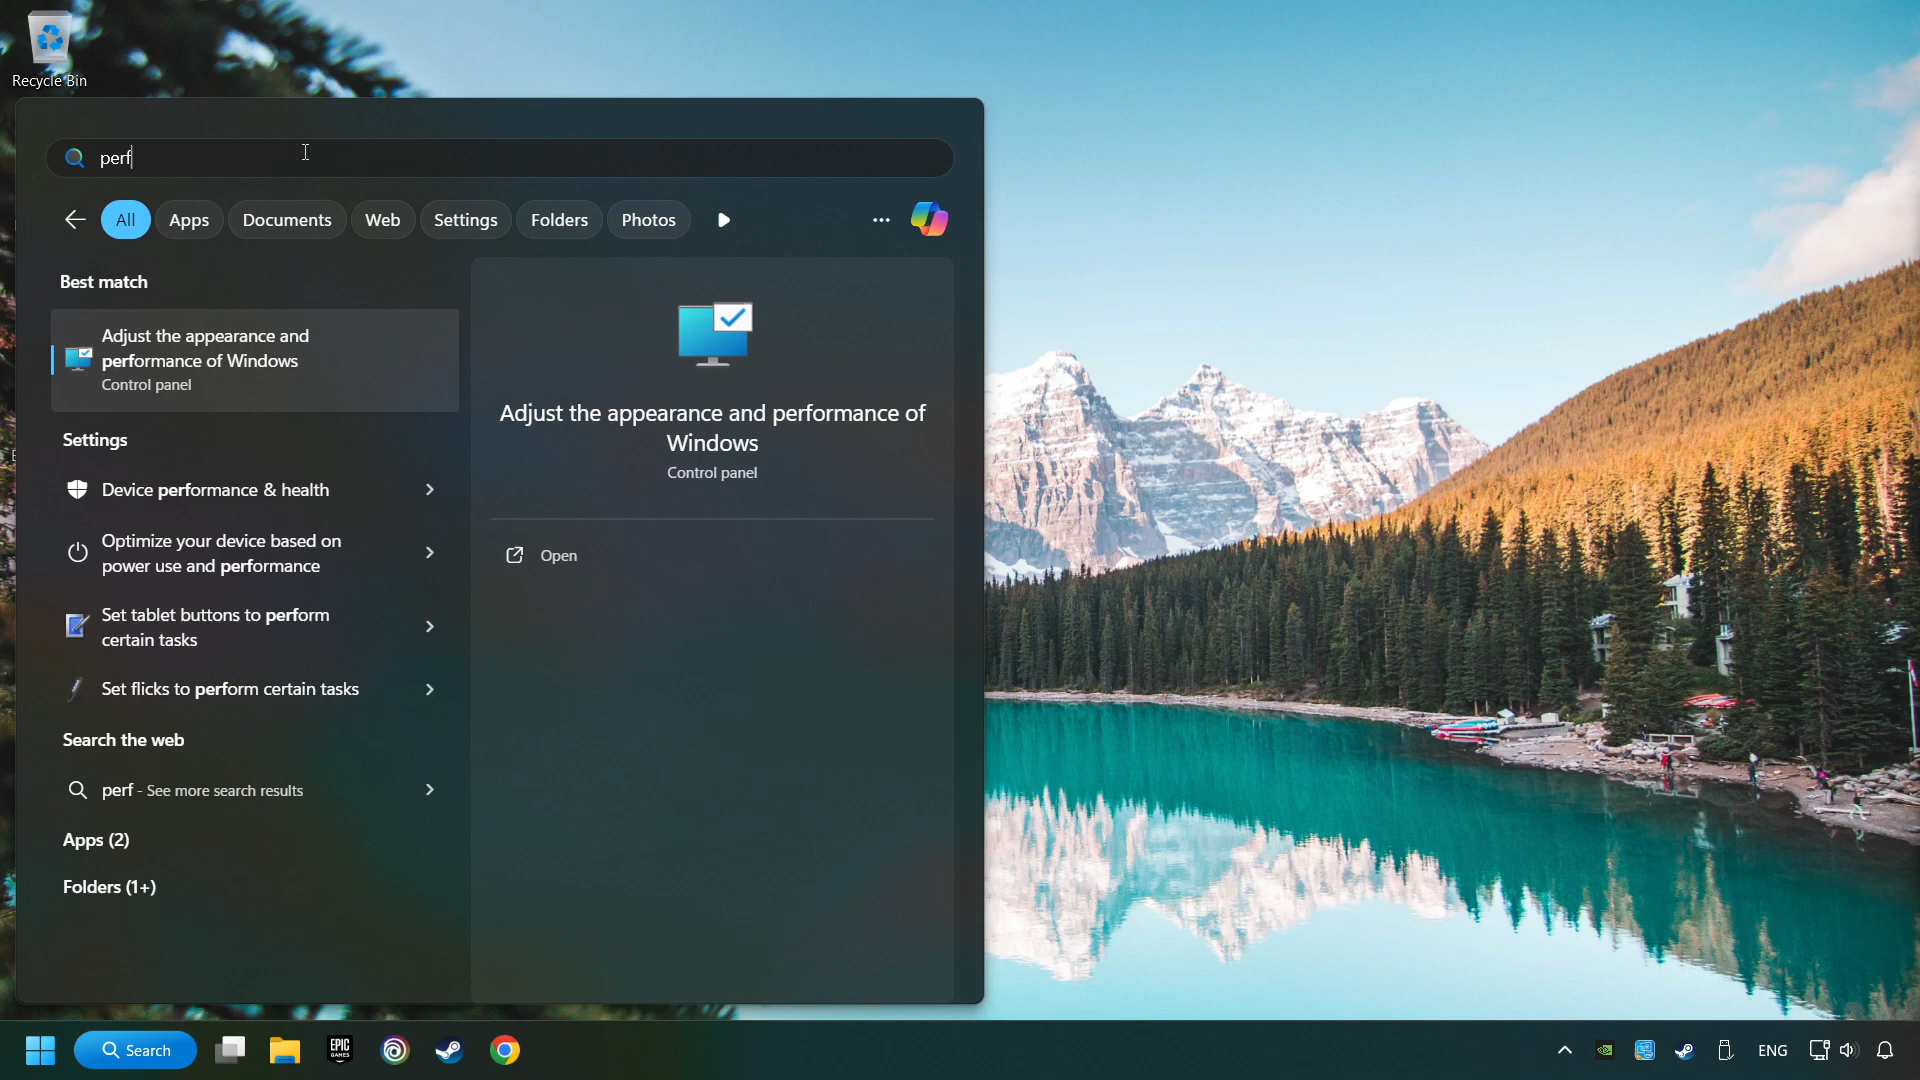 Recycle Bin
perf
All
Apps
Documents
Web
Settings
Folders
Photos
Best match
Adjust the appearance and
performance of Windows
Control panel
Settings
Device performance & health
Optimize your device based on
power use and performance
Set tablet buttons to perform
certain tasks
Set flicks to perform certain tasks
Search the web
perf - See more search results
Apps (2)
Folders (1+)
Adjust the appearance and performance of
Windows
Control panel
Open
Search
EPIC
GAMES
ENG